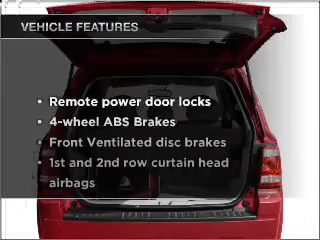 VEHICLE FEATURES
• Remote power door locks
• 4-wheel ABS Brakes
• Front Ventilated disc brakes
• 1st and 2nd row curtain head
airbags